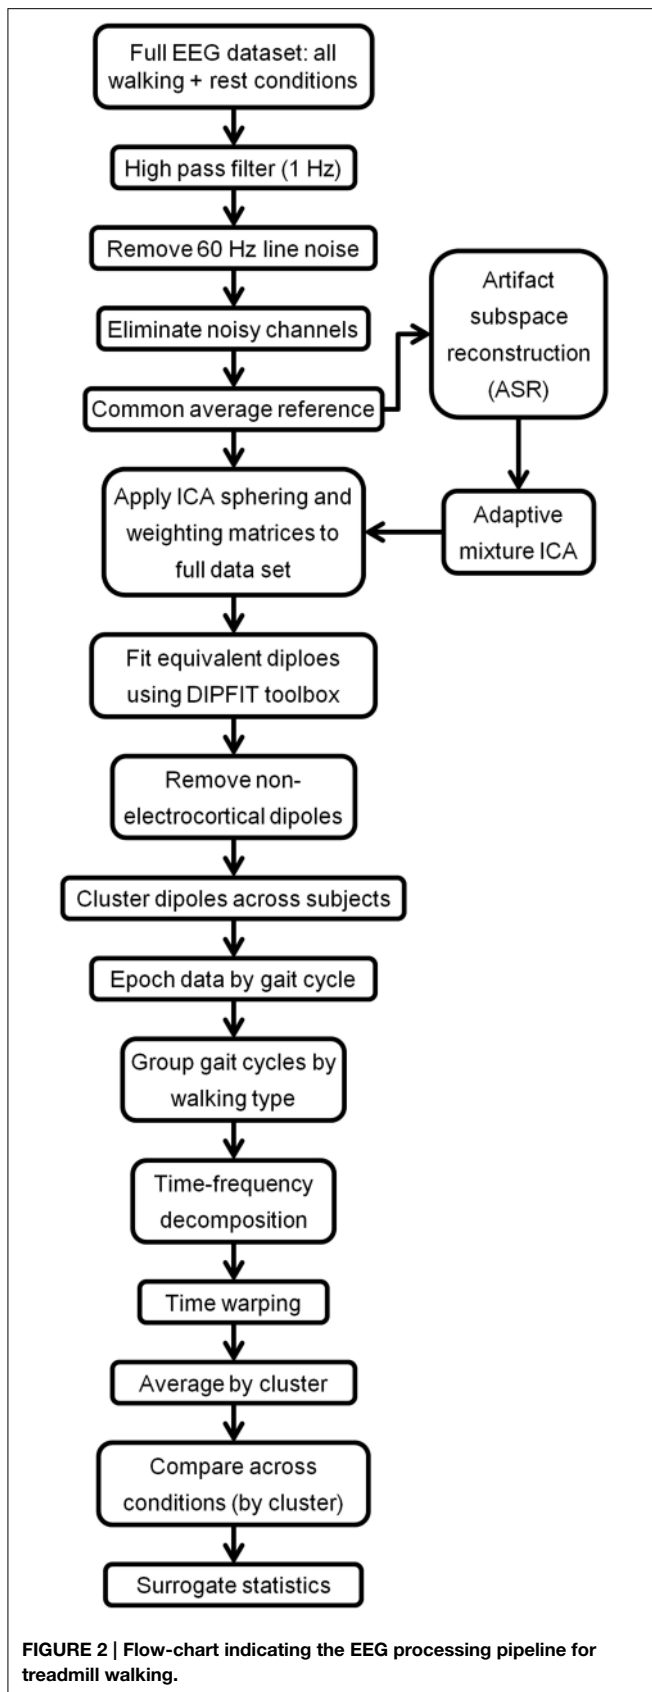 Full EEG dataset: all
walking + rest conditions
High pass filter (1 Hz)
Remove 60 Hz line noise
Eliminate noisy channels
Common average reference
Artifact
subspace
reconstruction
(ASR)
Adaptive
mixture ICA
Apply ICA sphering and
weighting matrices to
full data set
Fit equivalent diploes
using DIPFIT toolbox
Remove non-
electrocortical dipoles
Cluster dipoles across subjects
Epoch data by gait cycle
Group gait cycles by
walking type
Time-frequency
decomposition
Time warping
Average by cluster
Compare across
conditions (by cluster)
Surrogate statistics
FIGURE 2 | Flow-chart indicating the EEG processing pipeline for
treadmill walking.